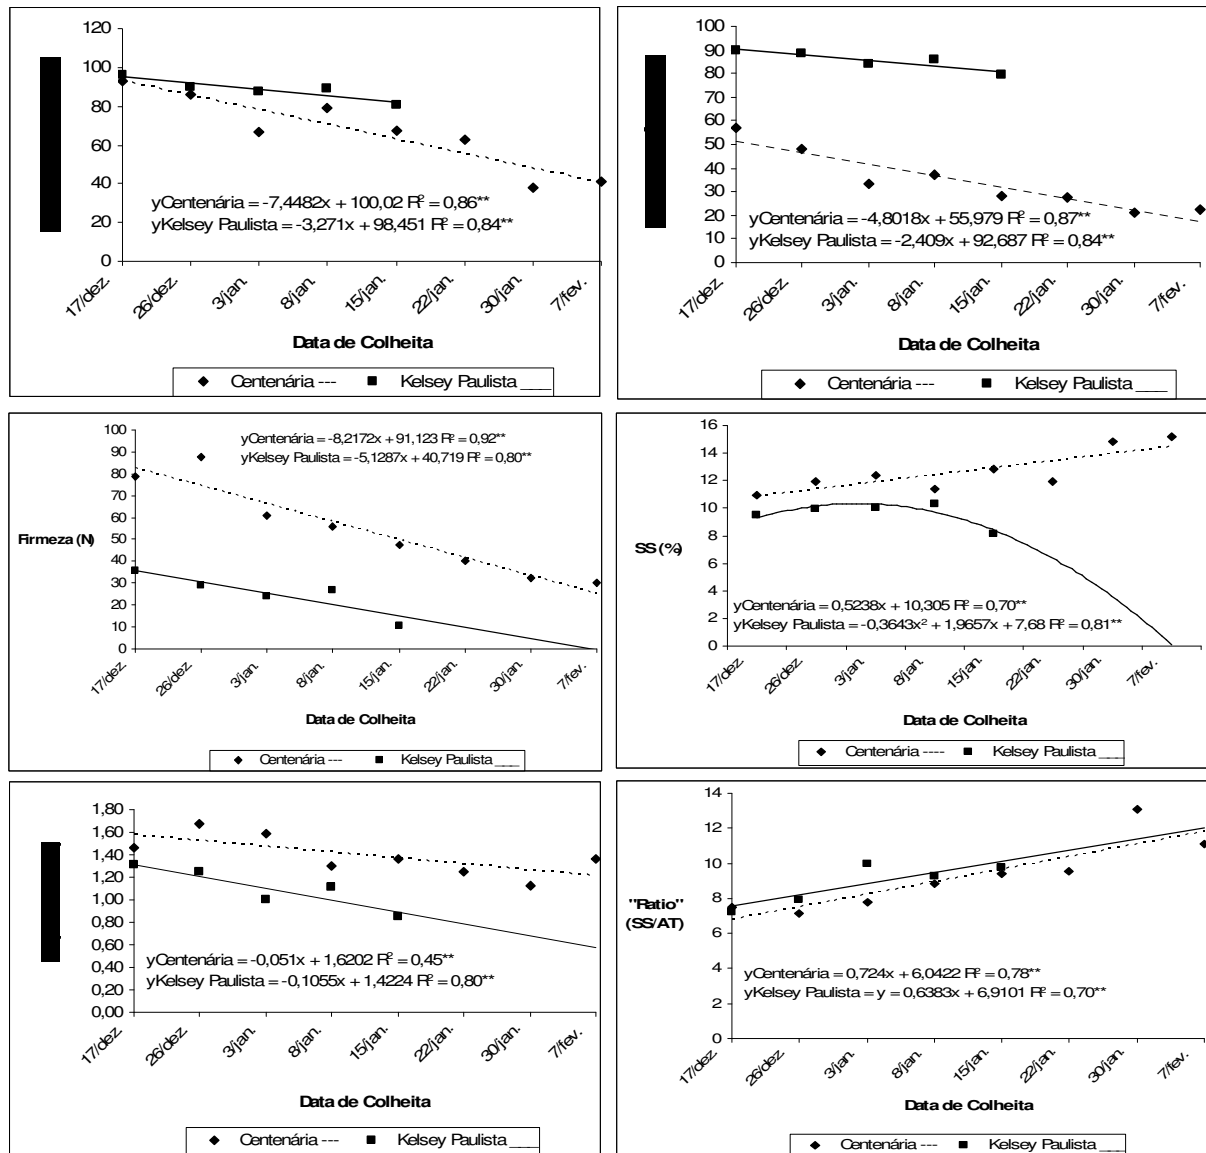 120
100
80
60
40
20
0
yCentenária = -7,4482x + 100,02 R² = 0,86**
yKelsey Paulista = -3,271x + 98,451 R² = 0,84**
17/dez
26/dez
3/jan.
8/jan.
15/jan.
22/jan.
30/jan.
7/fev.
Data de Colheita
Centenária ---
Kelsey Paulista ___
100
90
80
70
60
50
40
30
20
10
0
yCentenária = -4,8018x + 55,979 R² = 0,87**
yKelsey Paulista = -2,409x + 92,687 R² = 0,84**
17/dez
26/dez
3/jan.
8/jan.
15/jan.
22/jan.
30/jan.
7/fev.
Data de Colheita
Centenária ---
Kelsey Paulista ___
yCentenária = -8,2172x + 91,123 R² = 0,92**
yKelsey Paulista = -5,1287x + 40,719 R² = 0,80**
100
90
80
70
60
50
40
30
20
10
0
Firmeza (N)
17/dez
26/dez
3/jan.
8/jan.
15/jan.
22/jan.
30/jan.
7/fev.
Data de Colheita
Centenária ---
Kelsey Paulista ___
16
14
12
10
8
6
4
2
0
SS (%)
yCentenária = 0,5238x + 10,305 R² = 0,70**
yKelsey Paulista = -0,3643x² + 1,9657x + 7,68 R² = 0,81**
17/dez
26/dez
3/jan.
8/jan.
15/jan.
22/jan.
30/jan.
7/fev.
Data de Colheita
Centenária ----
Kelsey Paulista ___
1,80
1,60
1,40
1,20
1,00
0,80
0,60
0,40
0,20
0,00
yCentenária = -0,051x + 1,6202 R² = 0,45**
yKelsey Paulista = -0,1055x + 1,4224 R² = 0,80**
17/dez
26/dez
3/jan.
8/jan.
15/jan.
22/jan.
30/jan.
7/fev.
Data de Colheita
Centenária ---
Kelsey Paulista ___
14
12
10
8
6
4
2
0
"Ratio"
(SS/AT)
yCentenária = 0,724x + 6,0422 R² = 0,78**
yKelsey Paulista = y = 0,6383x + 6,9101 R² = 0,70**
17/dez
26/dez
3/jan.
8/jan.
15/jan.
22/jan.
30/jan.
7/fev.
Data de Colheita
Centenária ---
Kelsey Paulista ___